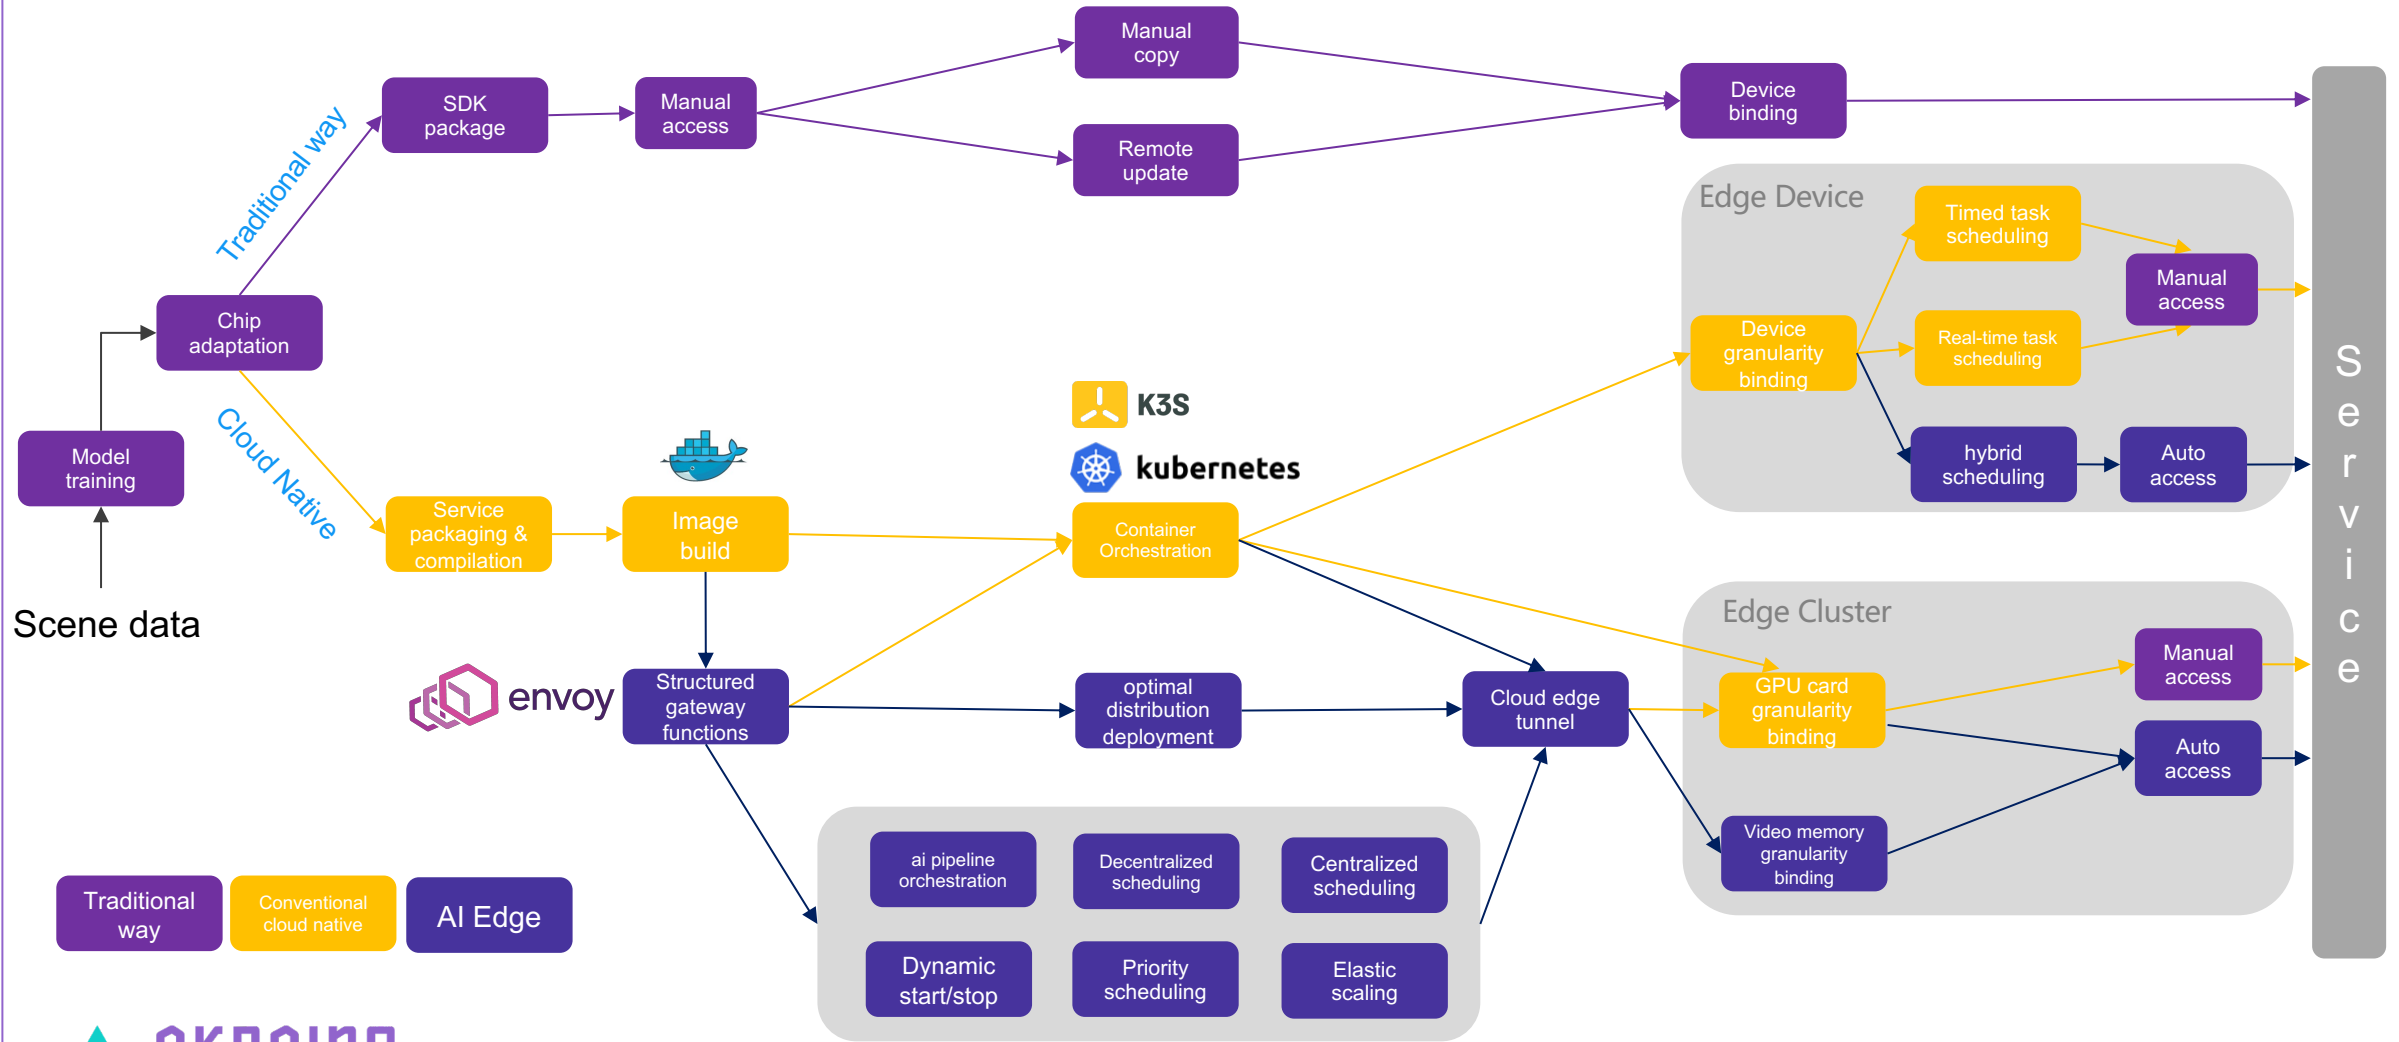 Manual
copy
SDK
package
Manual
access
Device
binding
Remote
update
Traditional way
Edge Device
Timed task
scheduling
Manual
access
Chip
adaptation
Device
granularity
binding
Real-time task
scheduling
K3S
kubernetes
Cloud Native
Model
training
hybrid
scheduling
Auto
access
Service
packaging &
compilation
Image
build
Container
Orchestration
Scene data
Edge Cluster
envoy
Structured
gateway
functions
optimal
distribution
deployment
Cloud edge
tunnel
GPU card
granularity
binding
Manual
access
Auto
access
Video memory
granularity
binding
ai pipeline
orchestration
Decentralized
scheduling
Centralized
scheduling
Dynamic
start/stop
Priority
scheduling
Elastic
scaling
Traditional
way
Conventional
cloud native
AI Edge
S
e
r
v
i
c
e